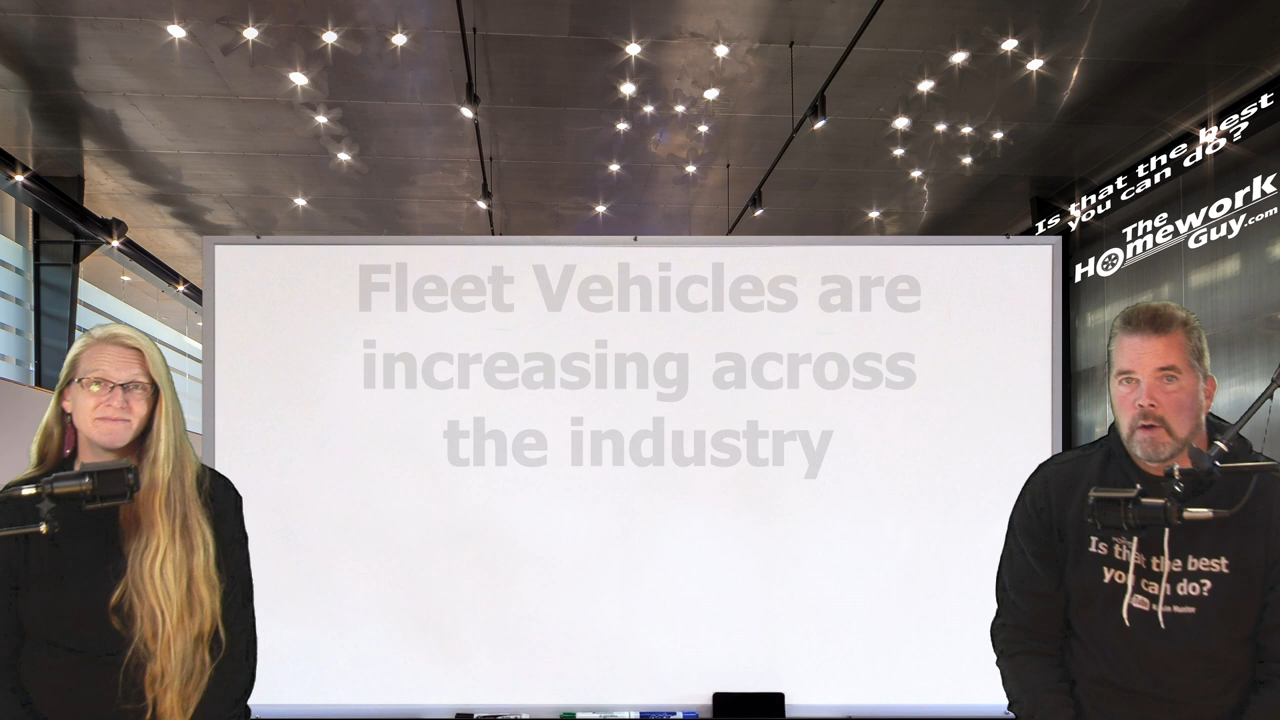 Is that the best
you can do?
The
Homework
Guy.com
Fleet Vehicles are
increasing across
the industry
Is that the best
you can do?